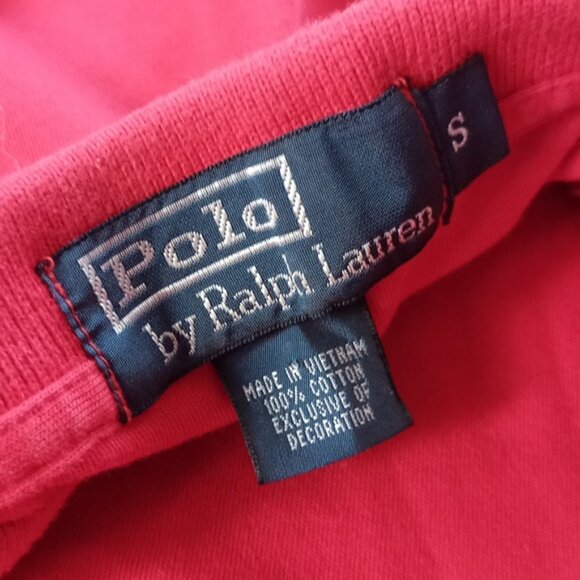 Polo
by Ralph Lauren
S
MADE IN VIETNAM
100% COTTON
EXCLUSIVE OF
DECORATION